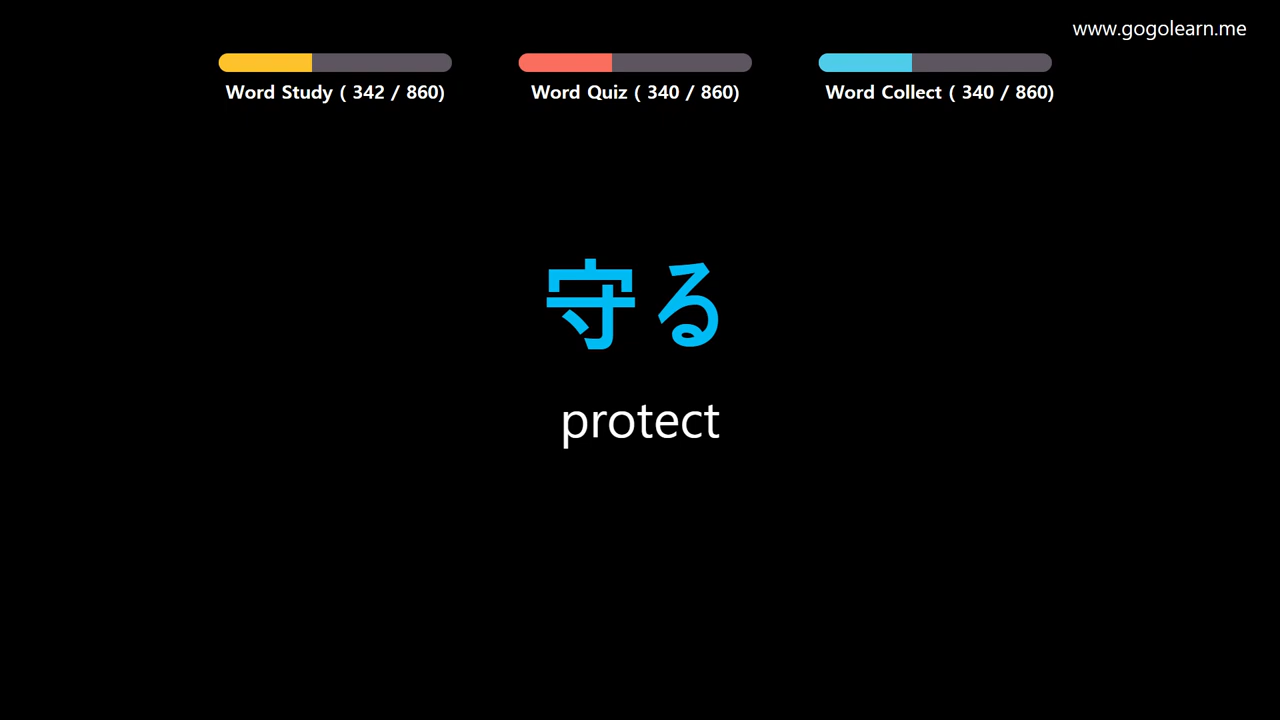 www.gogolearn.me
Word Study ( 342 / 860)
Word Quiz ( 340 / 860)
Word Collect ( 340 / 860)
守る
protect